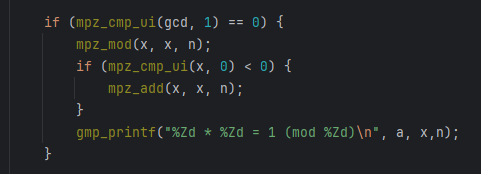 if (mpz_cmp_ui(gcd, 1) == 0) {
    mpz_mod(x, x, n);
    if (mpz_cmp_ui(x, 0) < 0) {
        mpz_add(x, x, n);
    }
    gmp_printf("%Zd * %Zd = 1 (mod %Zd)\n", a, x,n);
}